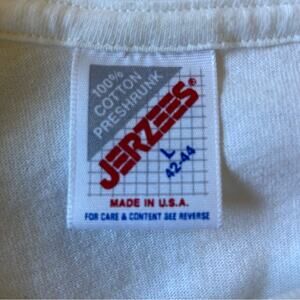 100%
COTTON
PRESHRUNK
JERZEES®
L
42-44
MADE IN U.S.A.
FOR CARE & CONTENT SEE REVERSE